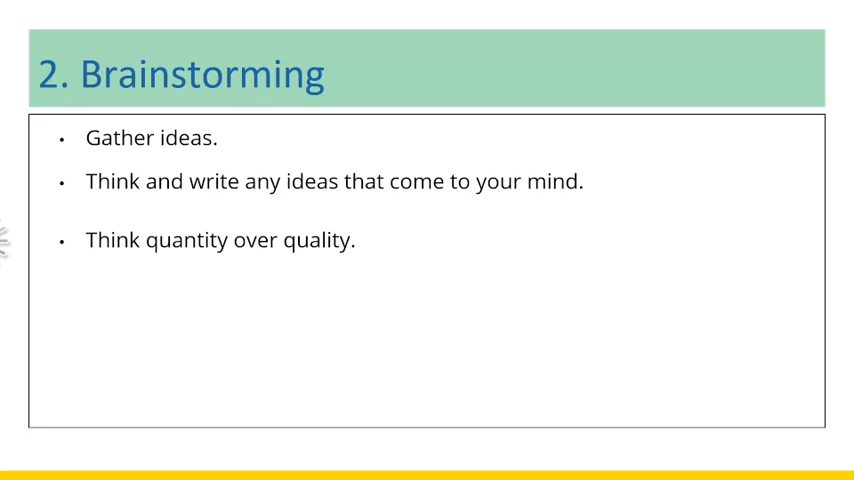 2. Brainstorming
• Gather ideas.
• Think and write any ideas that come to your mind.
• Think quantity over quality.